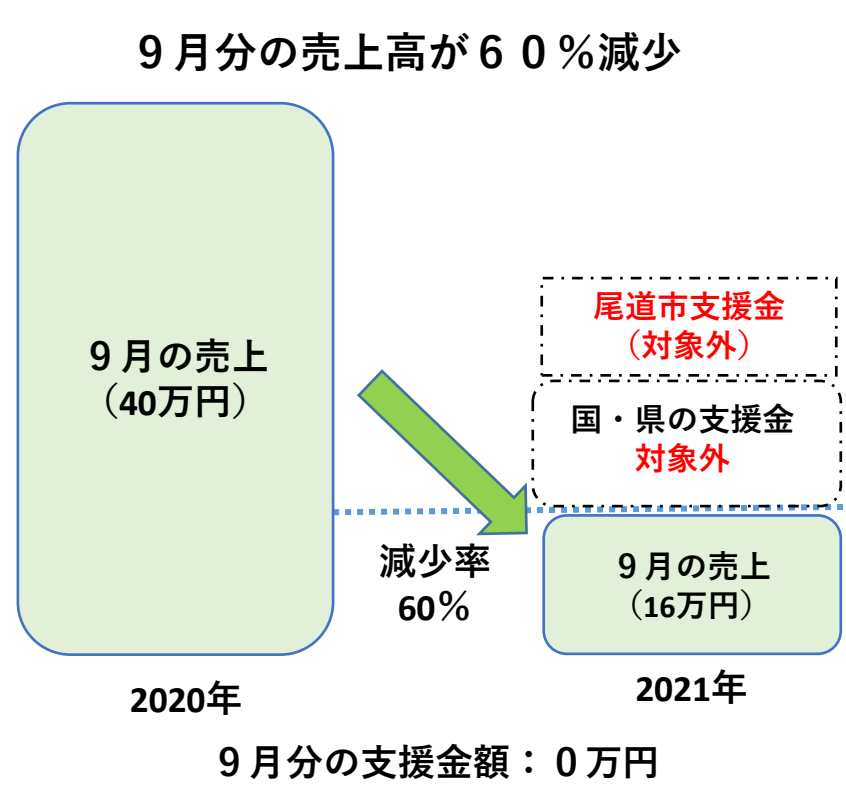 ９月分の売上高が６０％減少
９月の売上
（40万円）
尾道市支援金
（対象外）
国・県の支援金
対象外
減少率
60％
９月の売上
（16万円）
2020年
2021年
９月分の支援金額：０万円